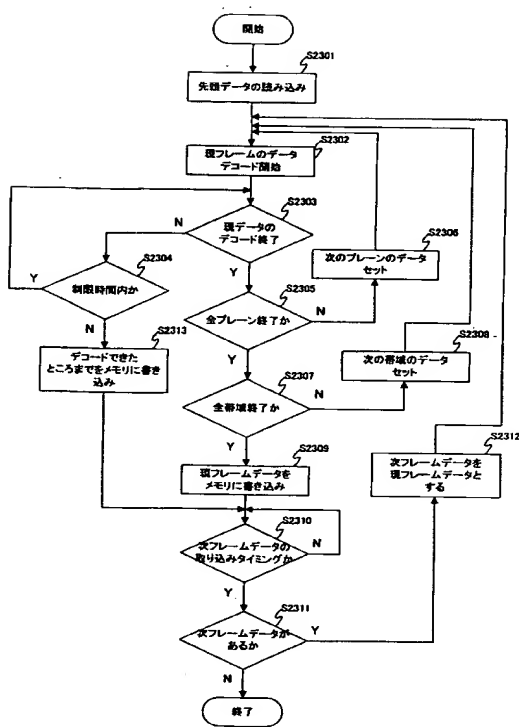 開始
S2301
先頭データの読み込み
S2302
現フレームのデータ
デコード開始
S2303
現データの
デコード終了
N
Y
S2304
制限時間内か
Y
N
S2305
全プレーン終了か
N
Y
S2306
次のプレーンのデータ
セット
S2313
デコードできた
ところまでをメモリに書き
込み
S2307
全帯域終了か
N
Y
S2308
次の帯域のデータ
セット
S2309
現フレームデータを
メモリに書き込み
S2310
次フレームデータの
取り込みタイミングか
N
Y
S2311
次フレームデータが
あるか
Y
N
S2312
次フレームデータを
現フレームデータと
する
終了